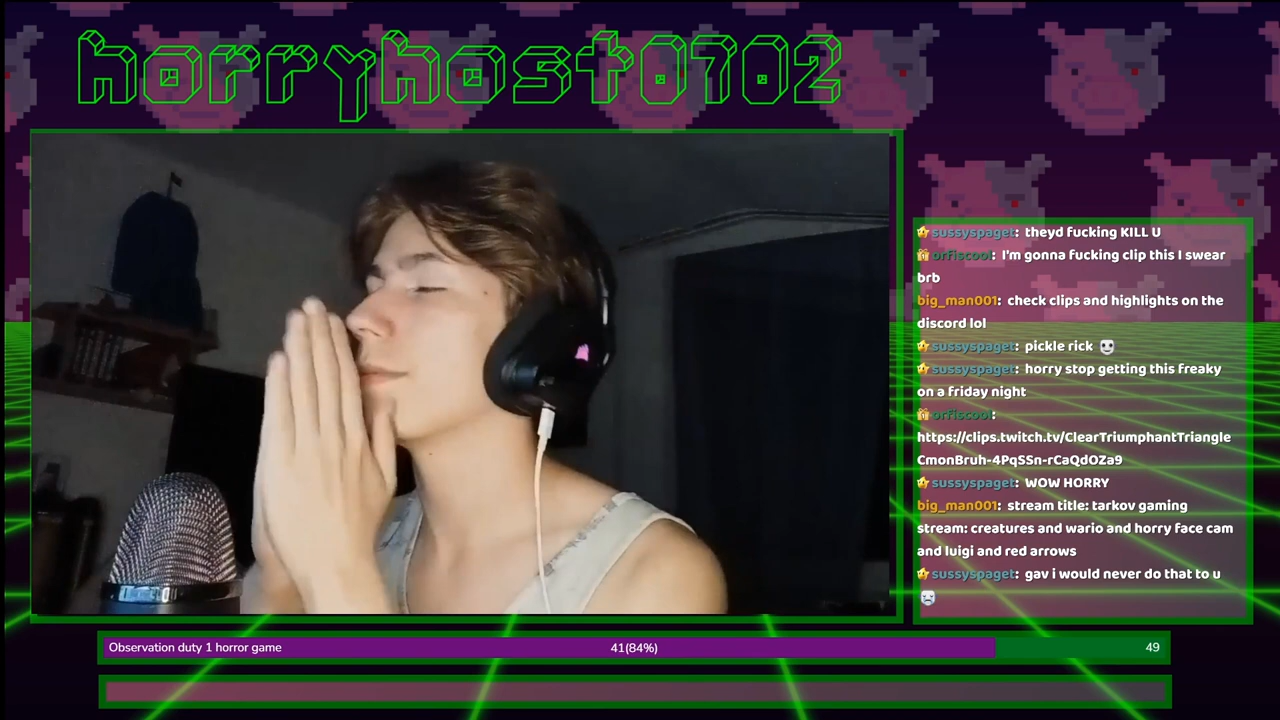 horryhost0702
sussyspaget: theyd fucking KILL U
orfiscool: I'm gonna fucking clip this I swear
brb
big_man001: check clips and highlights on the
discord lol
sussyspaget: pickle rick
sussyspaget: horry stop getting this freaky
on a friday night
orfiscool:
https://clips.twitch.tv/ClearTriumphantTriangle
CmonBruh-4PqSSn-rCaQdOZa9
sussyspaget: WOW HORRY
big_man001: stream title: tarkov gaming
stream: creatures and wario and horry face cam
and luigi and red arrows
sussyspaget: gav i would never do that to u
Observation duty 1 horror game 41(84%) 49